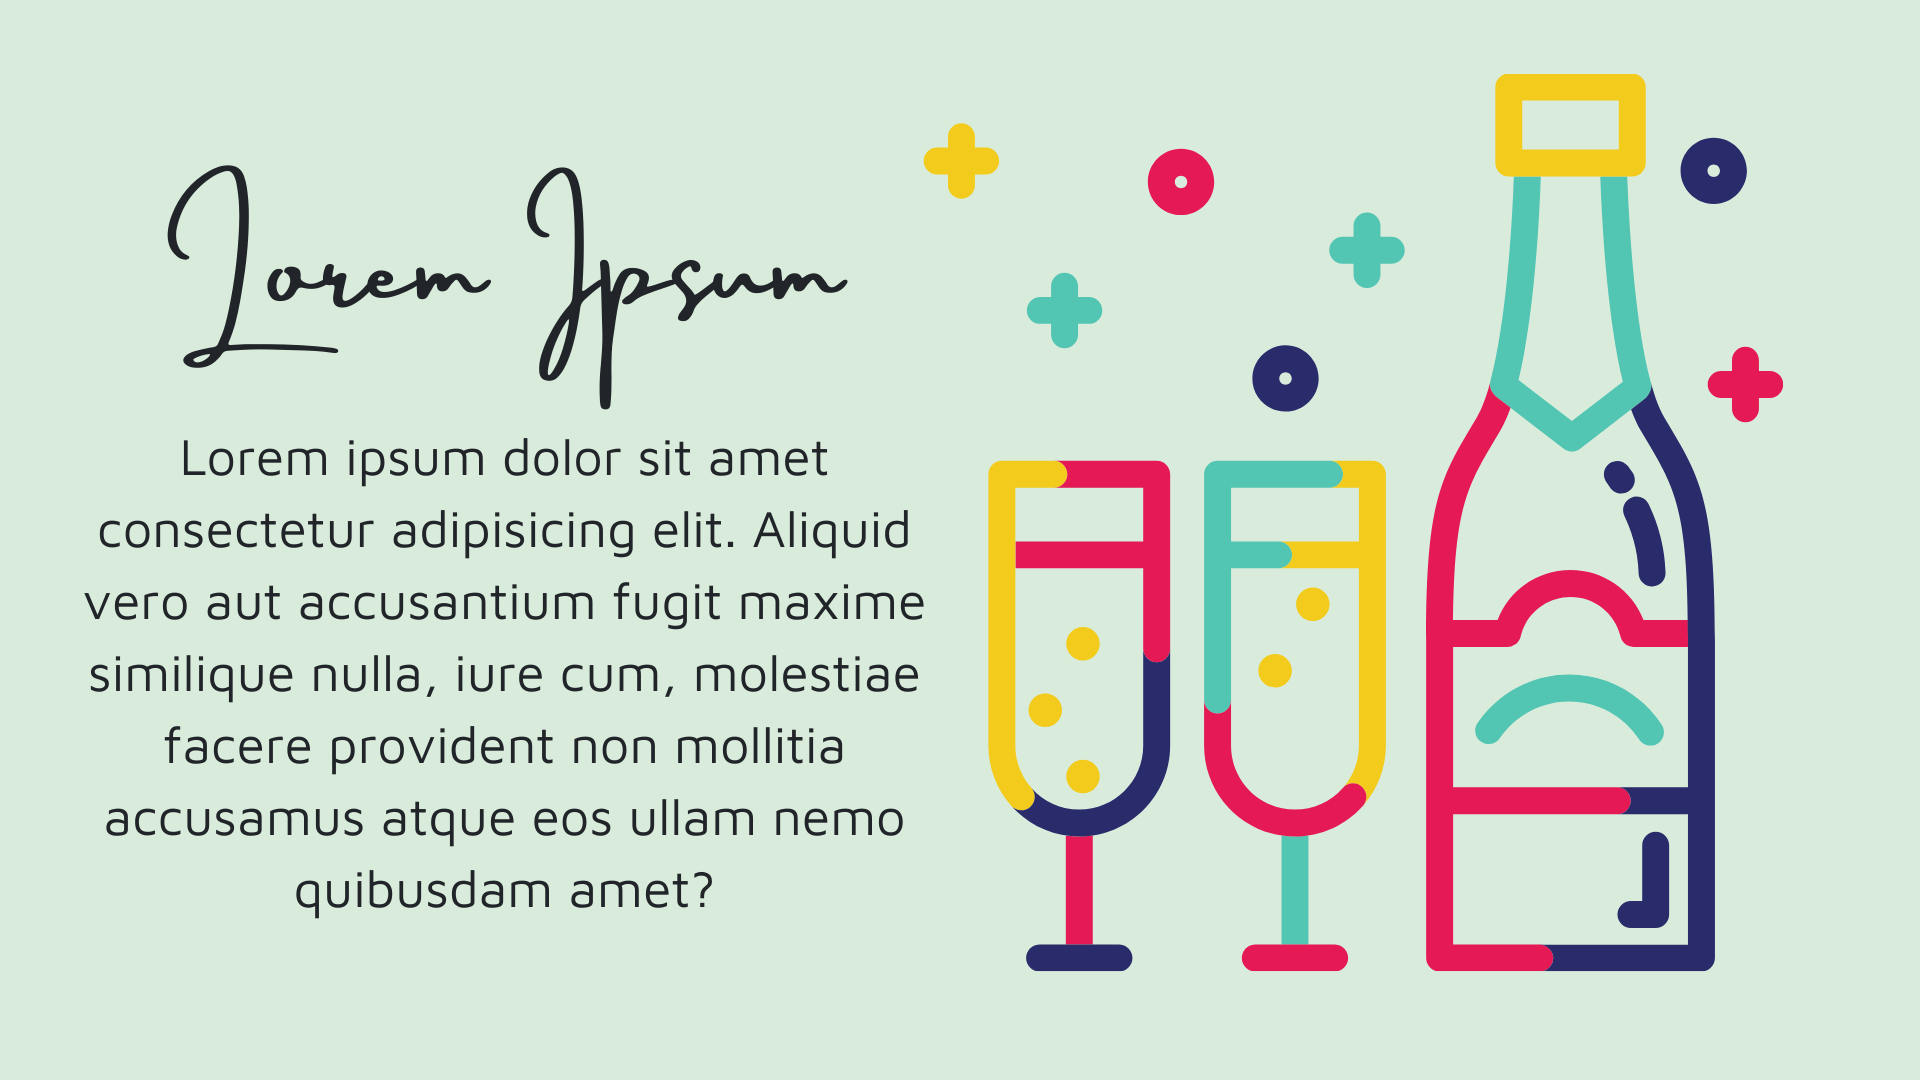 Lorem Ipsum
Lorem ipsum dolor sit amet
consectetur adipisicing elit. Aliquid
vero aut accusantium fugit maxime
similique nulla, iure cum, molestiae
facere provident non mollitia
accusamus atque eos ullam nemo
quibusdam amet?